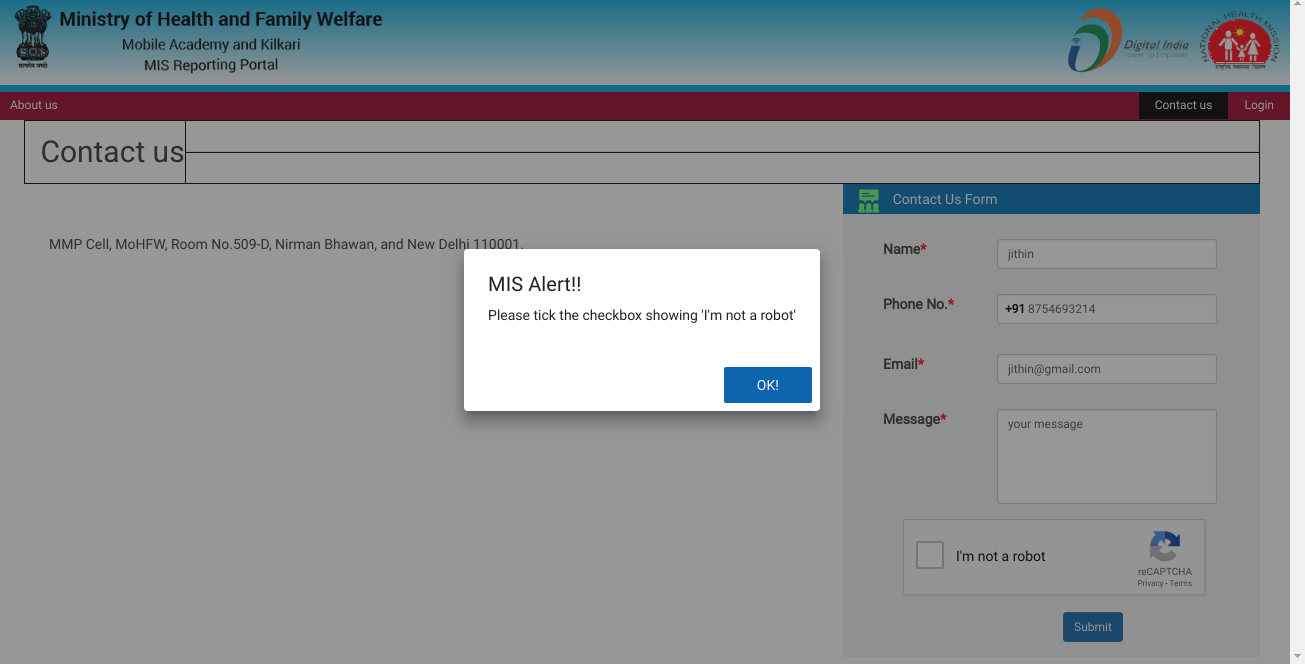 Ministry of Health and Family Welfare
Mobile Academy and Kilkari
MIS Reporting Portal
सत्यमेव जयते
Digital India
Power To Empower
NATIONAL HEALTH MISSION
राष्ट्रीय स्वास्थ्य मिशन
About us
Contact us
Login
Contact us
Contact Us Form
MMP Cell, MoHFW, Room No.509-D, Nirman Bhawan, and New Delhi 110001.
MIS Alert!!
Please tick the checkbox showing 'I'm not a robot'
OK!
Name*
jithin
Phone No.*
+91 8754693214
Email*
jithin@gmail.com
Message*
your message
I'm not a robot
reCAPTCHA
Privacy - Terms
Submit